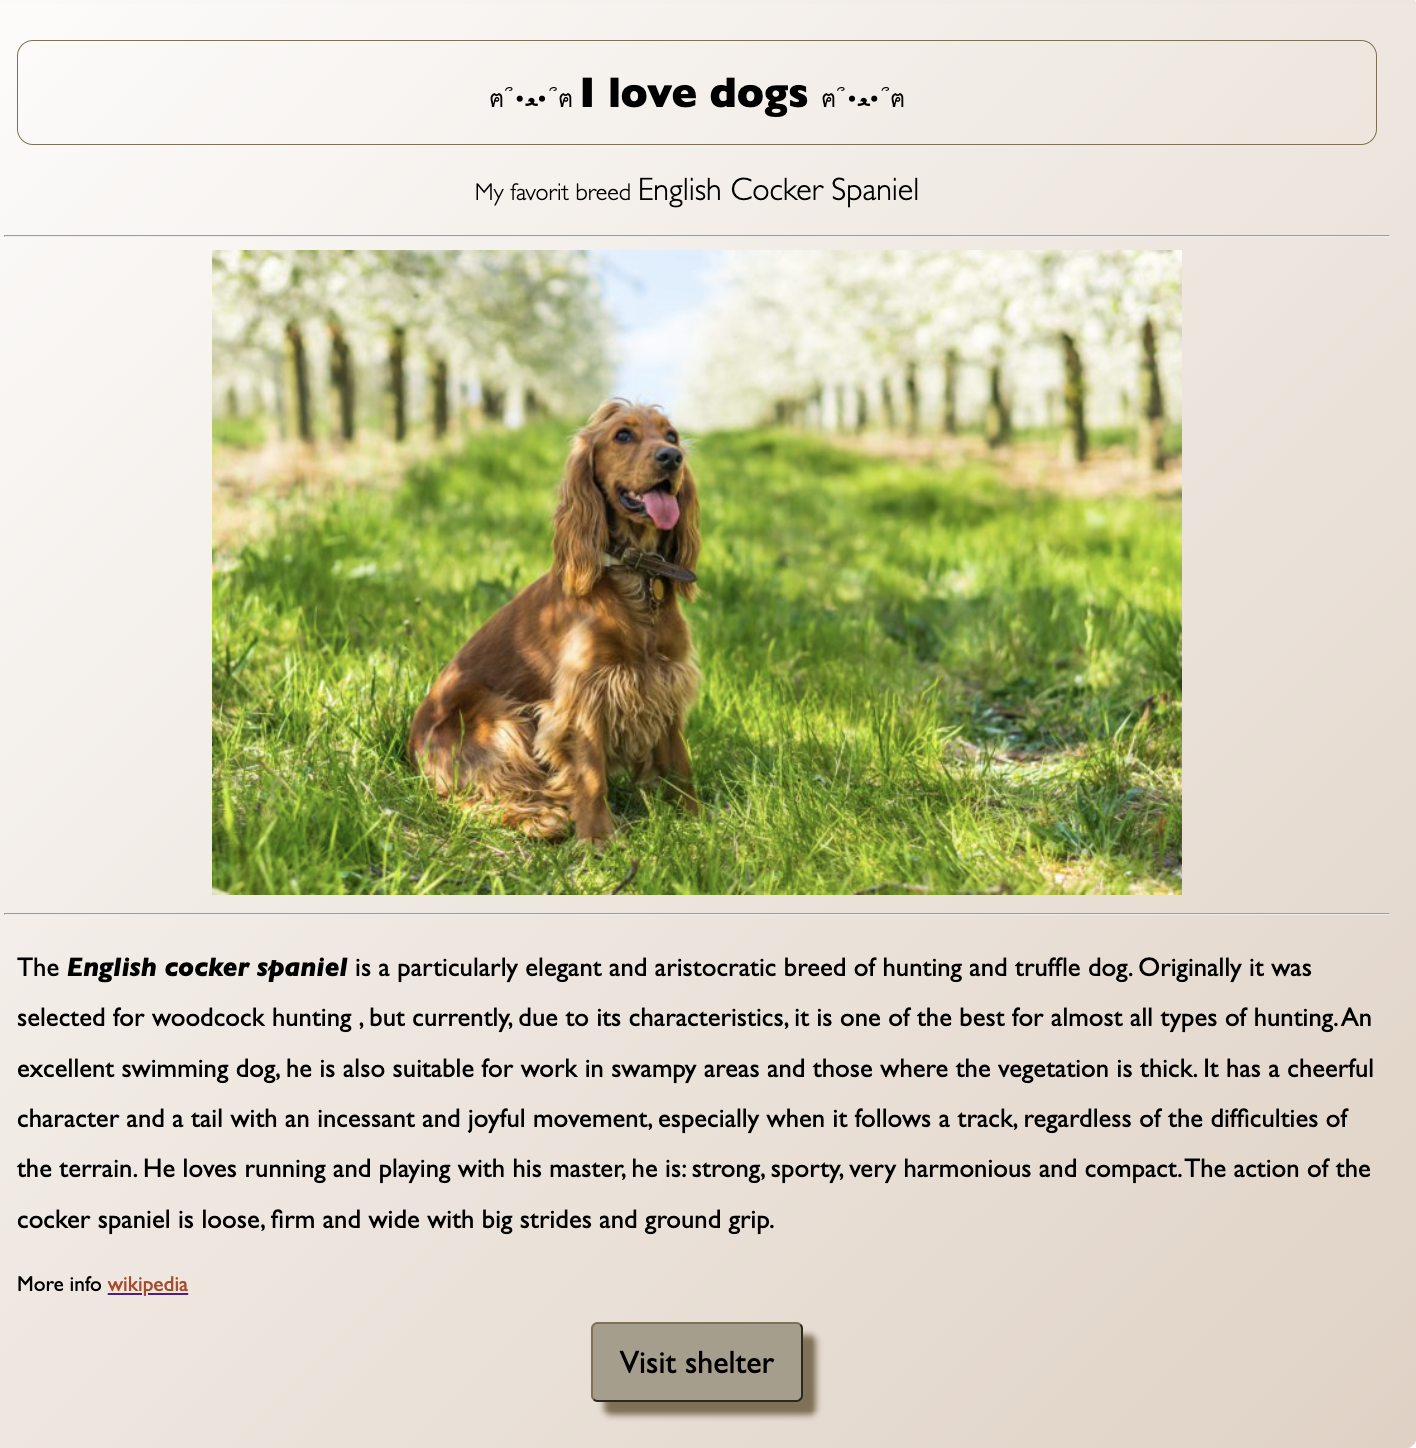 ฅ^•ﻌ•^ฅ I love dogs ฅ^•ﻌ•^ฅ
My favorit breed English Cocker Spaniel
The English cocker spaniel is a particularly elegant and aristocratic breed of hunting and truffle dog. Originally it was
selected for woodcock hunting , but currently, due to its characteristics, it is one of the best for almost all types of hunting. An
excellent swimming dog, he is also suitable for work in swampy areas and those where the vegetation is thick. It has a cheerful
character and a tail with an incessant and joyful movement, especially when it follows a track, regardless of the difficulties of
the terrain. He loves running and playing with his master, he is: strong, sporty, very harmonious and compact. The action of the
cocker spaniel is loose, firm and wide with big strides and ground grip.
More info wikipedia
Visit shelter